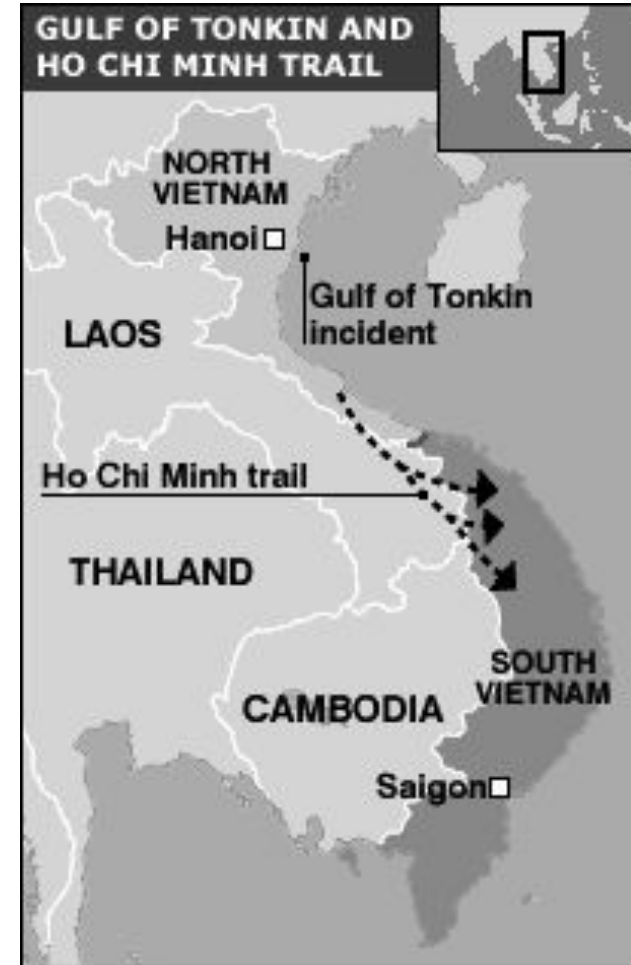 GULF OF TONKIN AND
HO CHI MINH TRAIL
NORTH
VIETNAM
Hanoi
Gulf of Tonkin
incident
LAOS
Ho Chi Minh trail
THAILAND
SOUTH
VIETNAM
CAMBODIA
Saigon